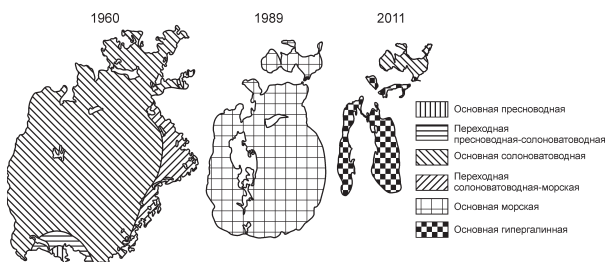 1960
1989
2011
Основная пресноводная
Переходная
пресноводная-солоноватоводная
Основная солоноватоводная
Переходная
солоноватоводная-морская
Основная морская
Основная гипергалинная